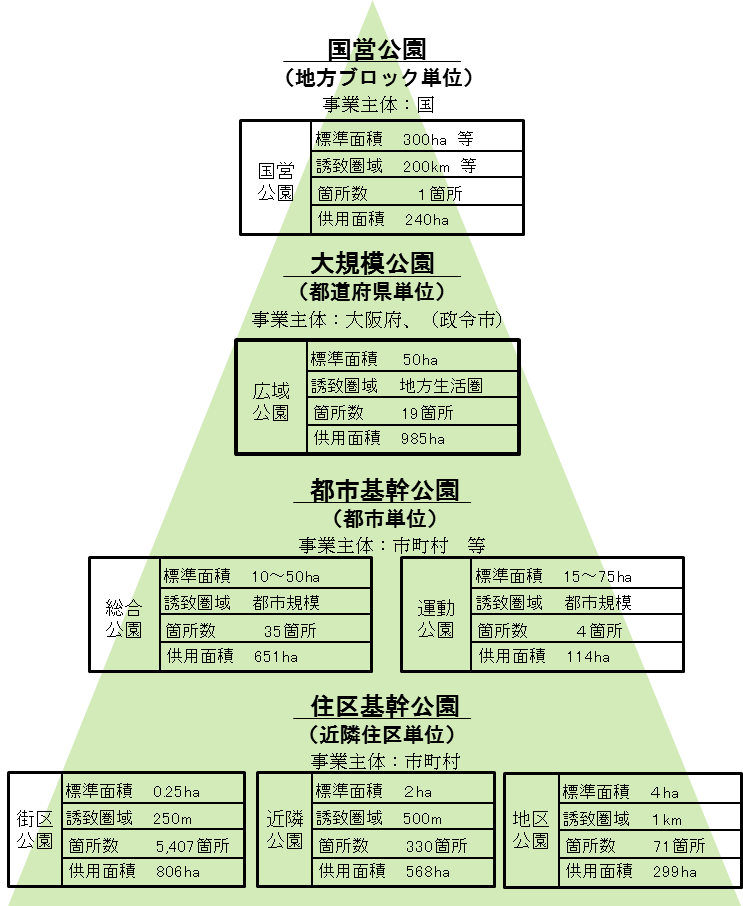 国営公園
（地方ブロック単位）
事業主体：国
国営公園
標準面積 300ha 等
誘致圏域 200km 等
箇所数 1箇所
供用面積 240ha
大規模公園
（都道府県単位）
事業主体：大阪府、（政令市）
広域公園
標準面積 50ha
誘致圏域 地方生活圏
箇所数 19箇所
供用面積 985ha
都市基幹公園
（都市単位）
事業主体：市町村 等
総合公園
標準面積 10～50ha
誘致圏域 都市規模
箇所数 35箇所
供用面積 651ha
運動公園
標準面積 15～75ha
誘致圏域 都市規模
箇所数 4箇所
供用面積 114ha
住区基幹公園
（近隣住区単位）
事業主体：市町村
街区公園
標準面積 0.25ha
誘致圏域 250m
箇所数 5,407箇所
供用面積 806ha
近隣公園
標準面積 2ha
誘致圏域 500m
箇所数 330箇所
供用面積 568ha
地区公園
標準面積 4ha
誘致圏域 1km
箇所数 71箇所
供用面積 299ha